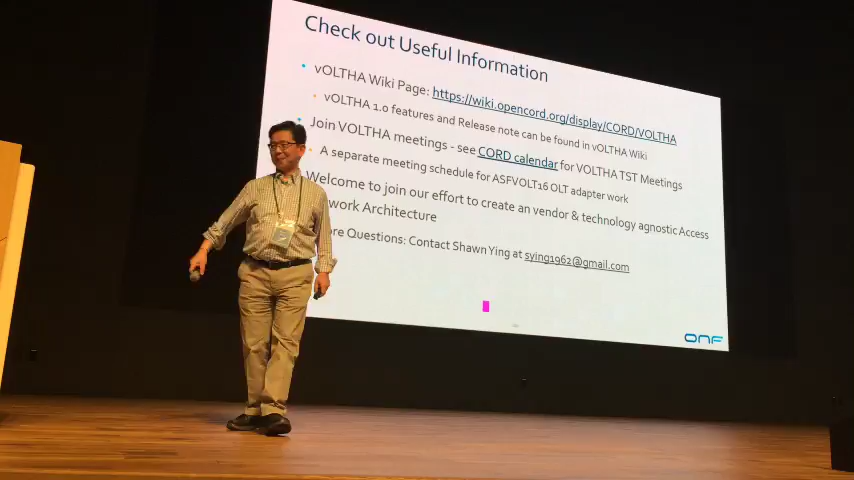 Check out Useful Information
vOLTHA Wiki Page: https://wiki.opencord.org/display/CORD/VOLTHA
vOLTHA 1.0 features and Release note can be found in vOLTHA Wiki
Join VOLTHA meetings - see CORD calendar for VOLTHA TST Meetings
A separate meeting schedule for ASFVOLT16 OLT adapter work
Welcome to join our effort to create an vendor & technology agnostic Access
work Architecture
ore Questions: Contact Shawn Ying at sying1962@gmail.com
ONF